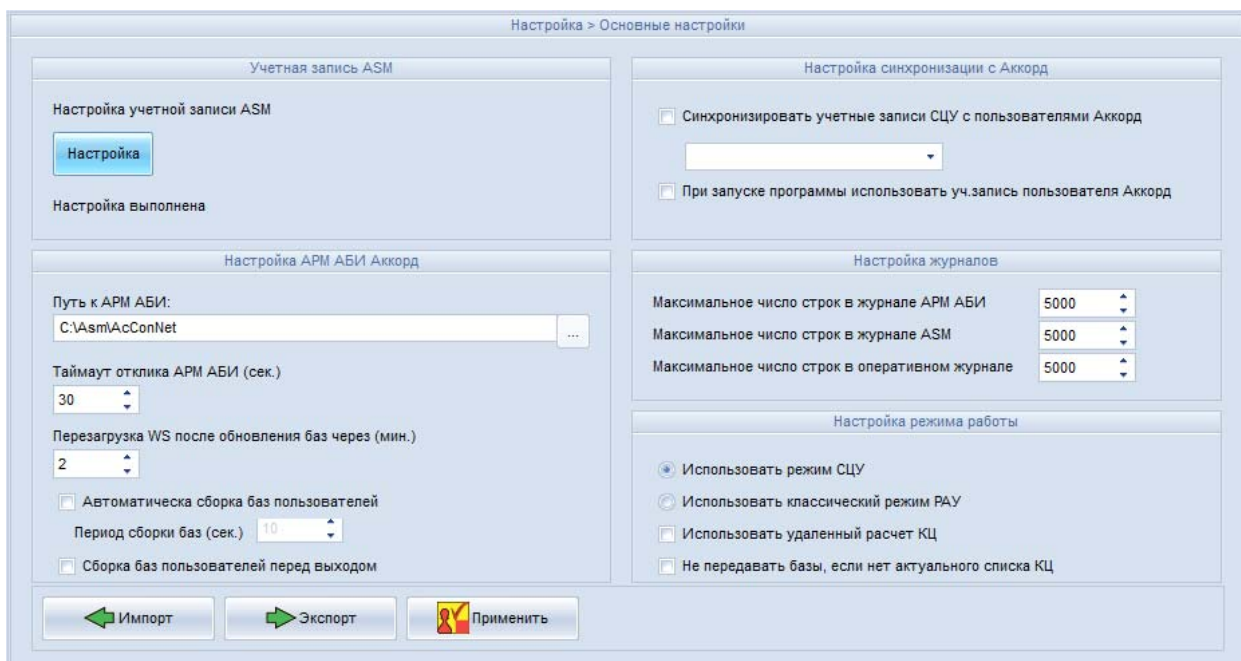 Настройка > Основные настройки
Учетная запись ASM
Настройка учетной записи ASM
Настройка
Настройка выполнена
Настройка АРМ АБИ Аккорд
Путь к АРМ АБИ:
C:\Asm\AcConNet
...
Таймаут отклика АРМ АБИ (сек.)
30
Перезагрузка WS после обновления баз через (мин.)
2
Автоматическа сборка баз пользователей
Период сборки баз (сек.) 10
Сборка баз пользователей перед выходом
Настройка синхронизации с Аккорд
Синхронизировать учетные записи СЦУ с пользователями Аккорд
При запуске программы использовать уч.запись пользователя Аккорд
Настройка журналов
Максимальное число строк в журнале АРМ АБИ 5000
Максимальное число строк в журнале ASM 5000
Максимальное число строк в оперативном журнале 5000
Настройка режима работы
Использовать режим СЦУ
Использовать классический режим РАУ
Использовать удаленный расчет КЦ
Не передавать базы, если нет актуального списка КЦ
Импорт Экспорт Применить